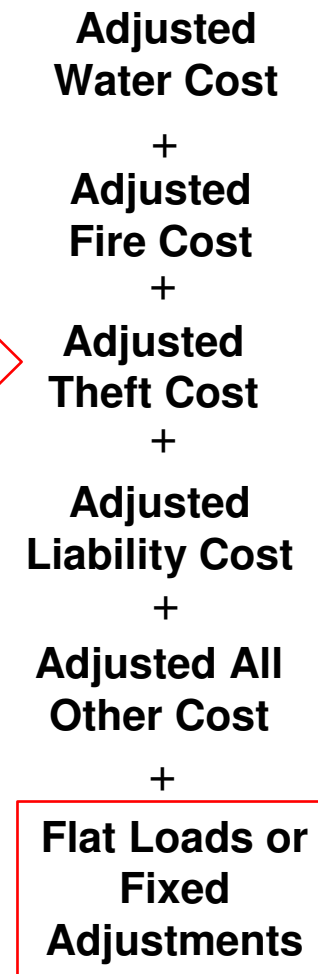 Adjusted
Water Cost
+
Adjusted
Fire Cost
+
Adjusted
Theft Cost
+
Adjusted
Liability Cost
+
Adjusted All
Other Cost
+
Flat Loads or
Fixed
Adjustments